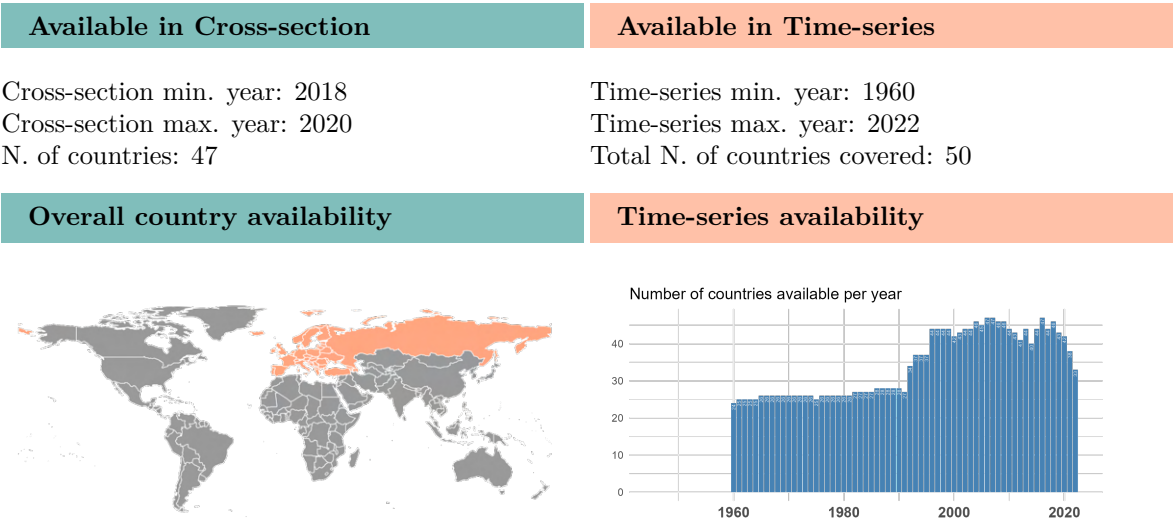 Available in Cross-section
Cross-section min. year: 2018
Cross-section max. year: 2020
N. of countries: 47
Available in Time-series
Time-series min. year: 1960
Time-series max. year: 2022
Total N. of countries covered: 50
Overall country availability
Time-series availability
Number of countries available per year
40
30
20
10
0
1960 1980 2000 2020